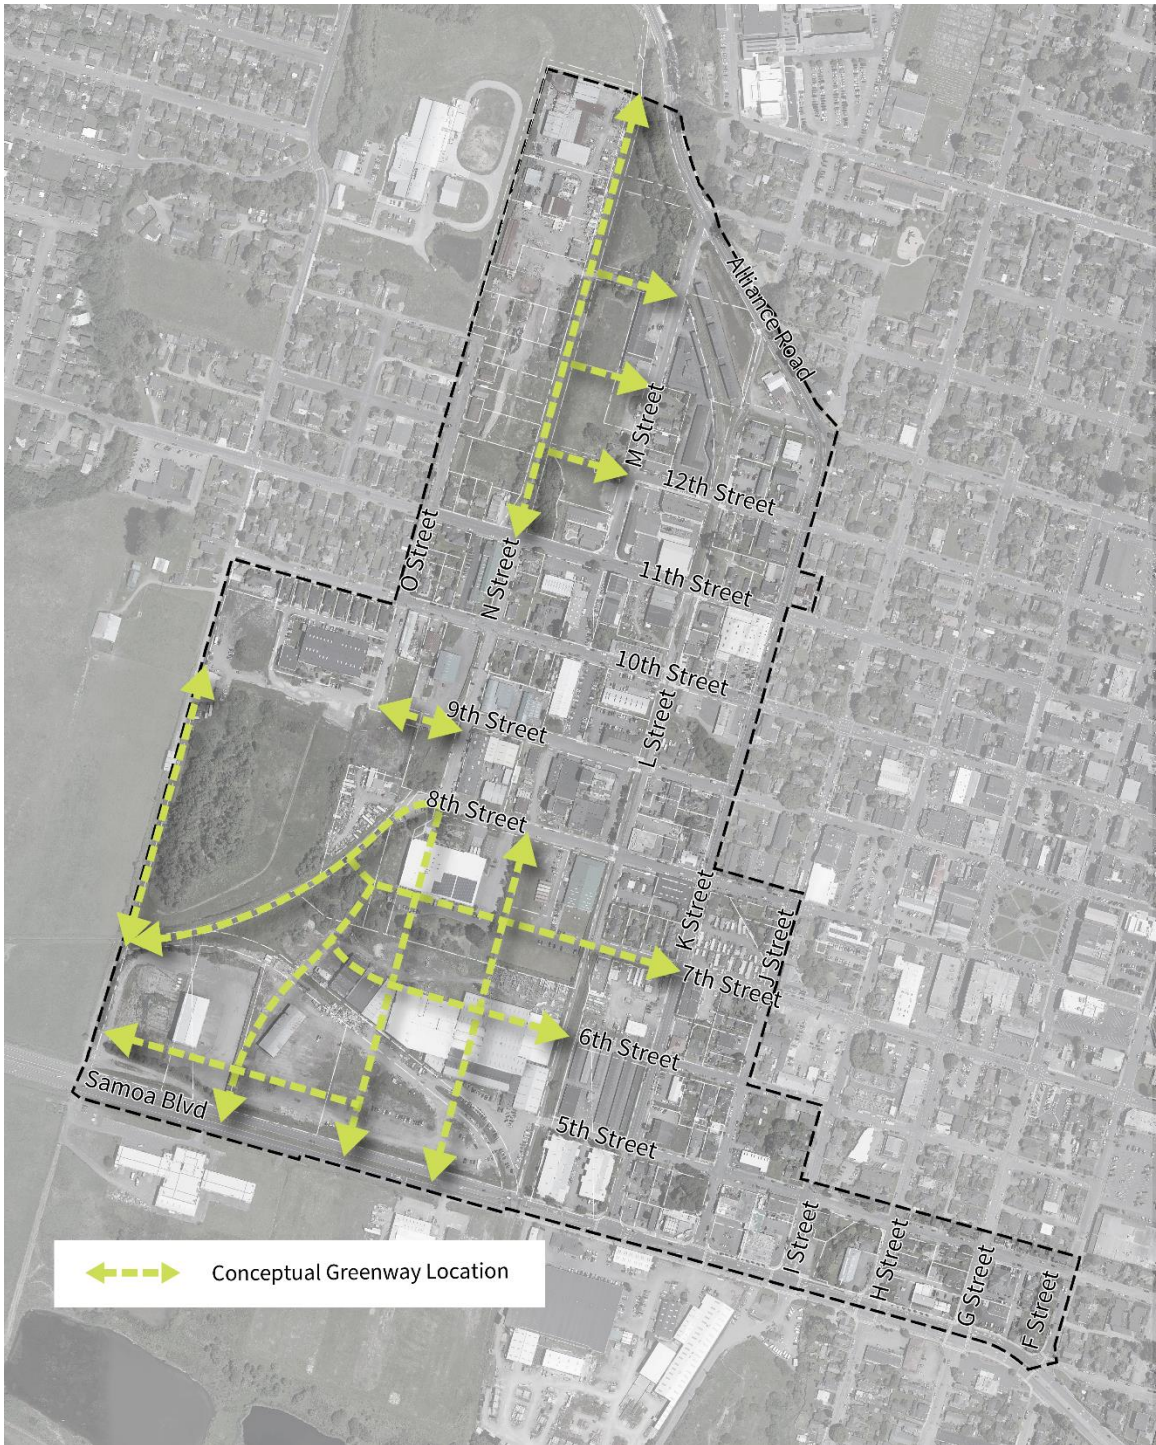 Alliance Road
M Street
12th Street
O Street
N Street
11th Street
10th Street
L Street
9th Street
8th Street
K Street
J Street
7th Street
6th Street
Samoa Blvd
5th Street
I Street
H Street
G Street
F Street
Conceptual Greenway Location